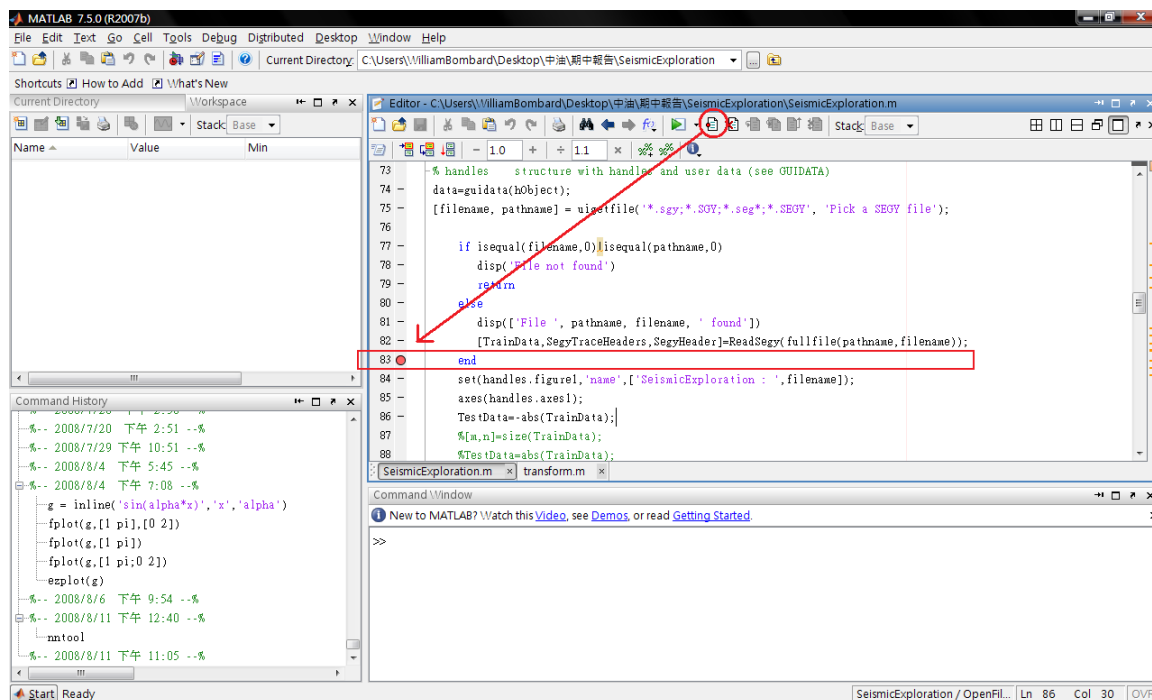 MATLAB 7.5.0 (R2007b)
File Edit Text Go Cell Tools Debug Distributed Desktop Window Help
Current Directory: C:\Users\WilliamBombard\Desktop\中油\期中報告\SeismicExploration
Shortcuts How to Add What's New
Current Directory Workspace
Stack: Base
Name Value Min
Editor - C:\Users\WilliamBombard\Desktop\中油\期中報告\SeismicExploration\SeismicExploration.m
Stack: Base
- 1.0 + ÷ 1.1 ×
73 % handles    structure with handles and user data (see GUIDATA)
74 - data=guidata(hObject);
75 - [filename, pathname] = uigetfile('*.sgy;*.SGY;*.seg*;*.SEGY', 'Pick a SEGY file');
76
77 - if isequal(filename,0)|isequal(pathname,0)
78 - disp('File not found')
79 - return
80 - else
81 - disp(['File ', pathname, filename, ' found'])
82 - [TrainData,SegyTraceHeaders,SegyHeader]=ReadSegy(fullfile(pathname,filename));
83 end
84 - set(handles.figure1,'name',['SeismicExploration : ',filename]);
85 - axes(handles.axes1);
86 - TestData=-abs(TrainData);
87 %[m,n]=size(TrainData);
88 %TestData=abs(TrainData);
SeismicExploration.m × transform.m ×
Command History
%-- 2008/7/20 下午 2:51 --%
%-- 2008/7/29 下午 10:51 --%
%-- 2008/8/4 下午 5:45 --%
%-- 2008/8/4 下午 7:08 --%
g = inline('sin(alpha*x)','x','alpha')
fplot(g,[1 pi],[0 2])
fplot(g,[1 pi])
fplot(g,[1 pi;0 2])
ezplot(g)
%-- 2008/8/6 下午 9:54 --%
%-- 2008/8/11 下午 12:40 --%
nntool
%-- 2008/8/11 下午 11:05 --%
Command Window
New to MATLAB? Watch this Video, see Demos, or read Getting Started.
>>
Start Ready
SeismicExploration / OpenFil... Ln 86 Col 30 OVR